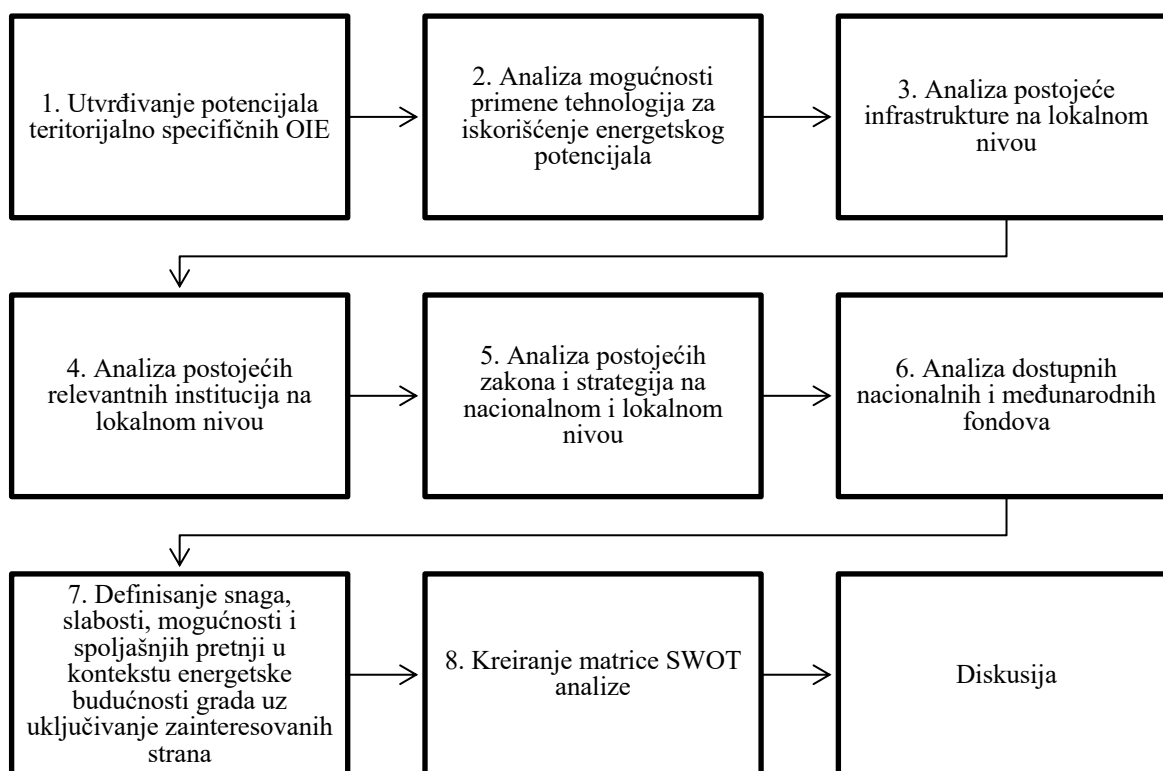 1. Utvrđivanje potencijala
teritorijalno specifičnih OIE
2. Analiza mogućnosti
primene tehnologija za
iskorišćenje energetskog
potencijala
3. Analiza postojeće
infrastrukture na lokalnom
nivou
4. Analiza postojećih
relevantnih institucija na
lokalnom nivou
5. Analiza postojećih
zakona i strategija na
nacionalnom i lokalnom
nivou
6. Analiza dostupnih
nacionalnih i međunarodnih
fondova
7. Definisanje snaga,
slabosti, mogućnosti i
spoljašnjih pretnji u
kontekstu energetske
budućnosti grada uz
uključivanje zainteresovanih
strana
8. Kreiranje matrice SWOT
analize
Diskusija